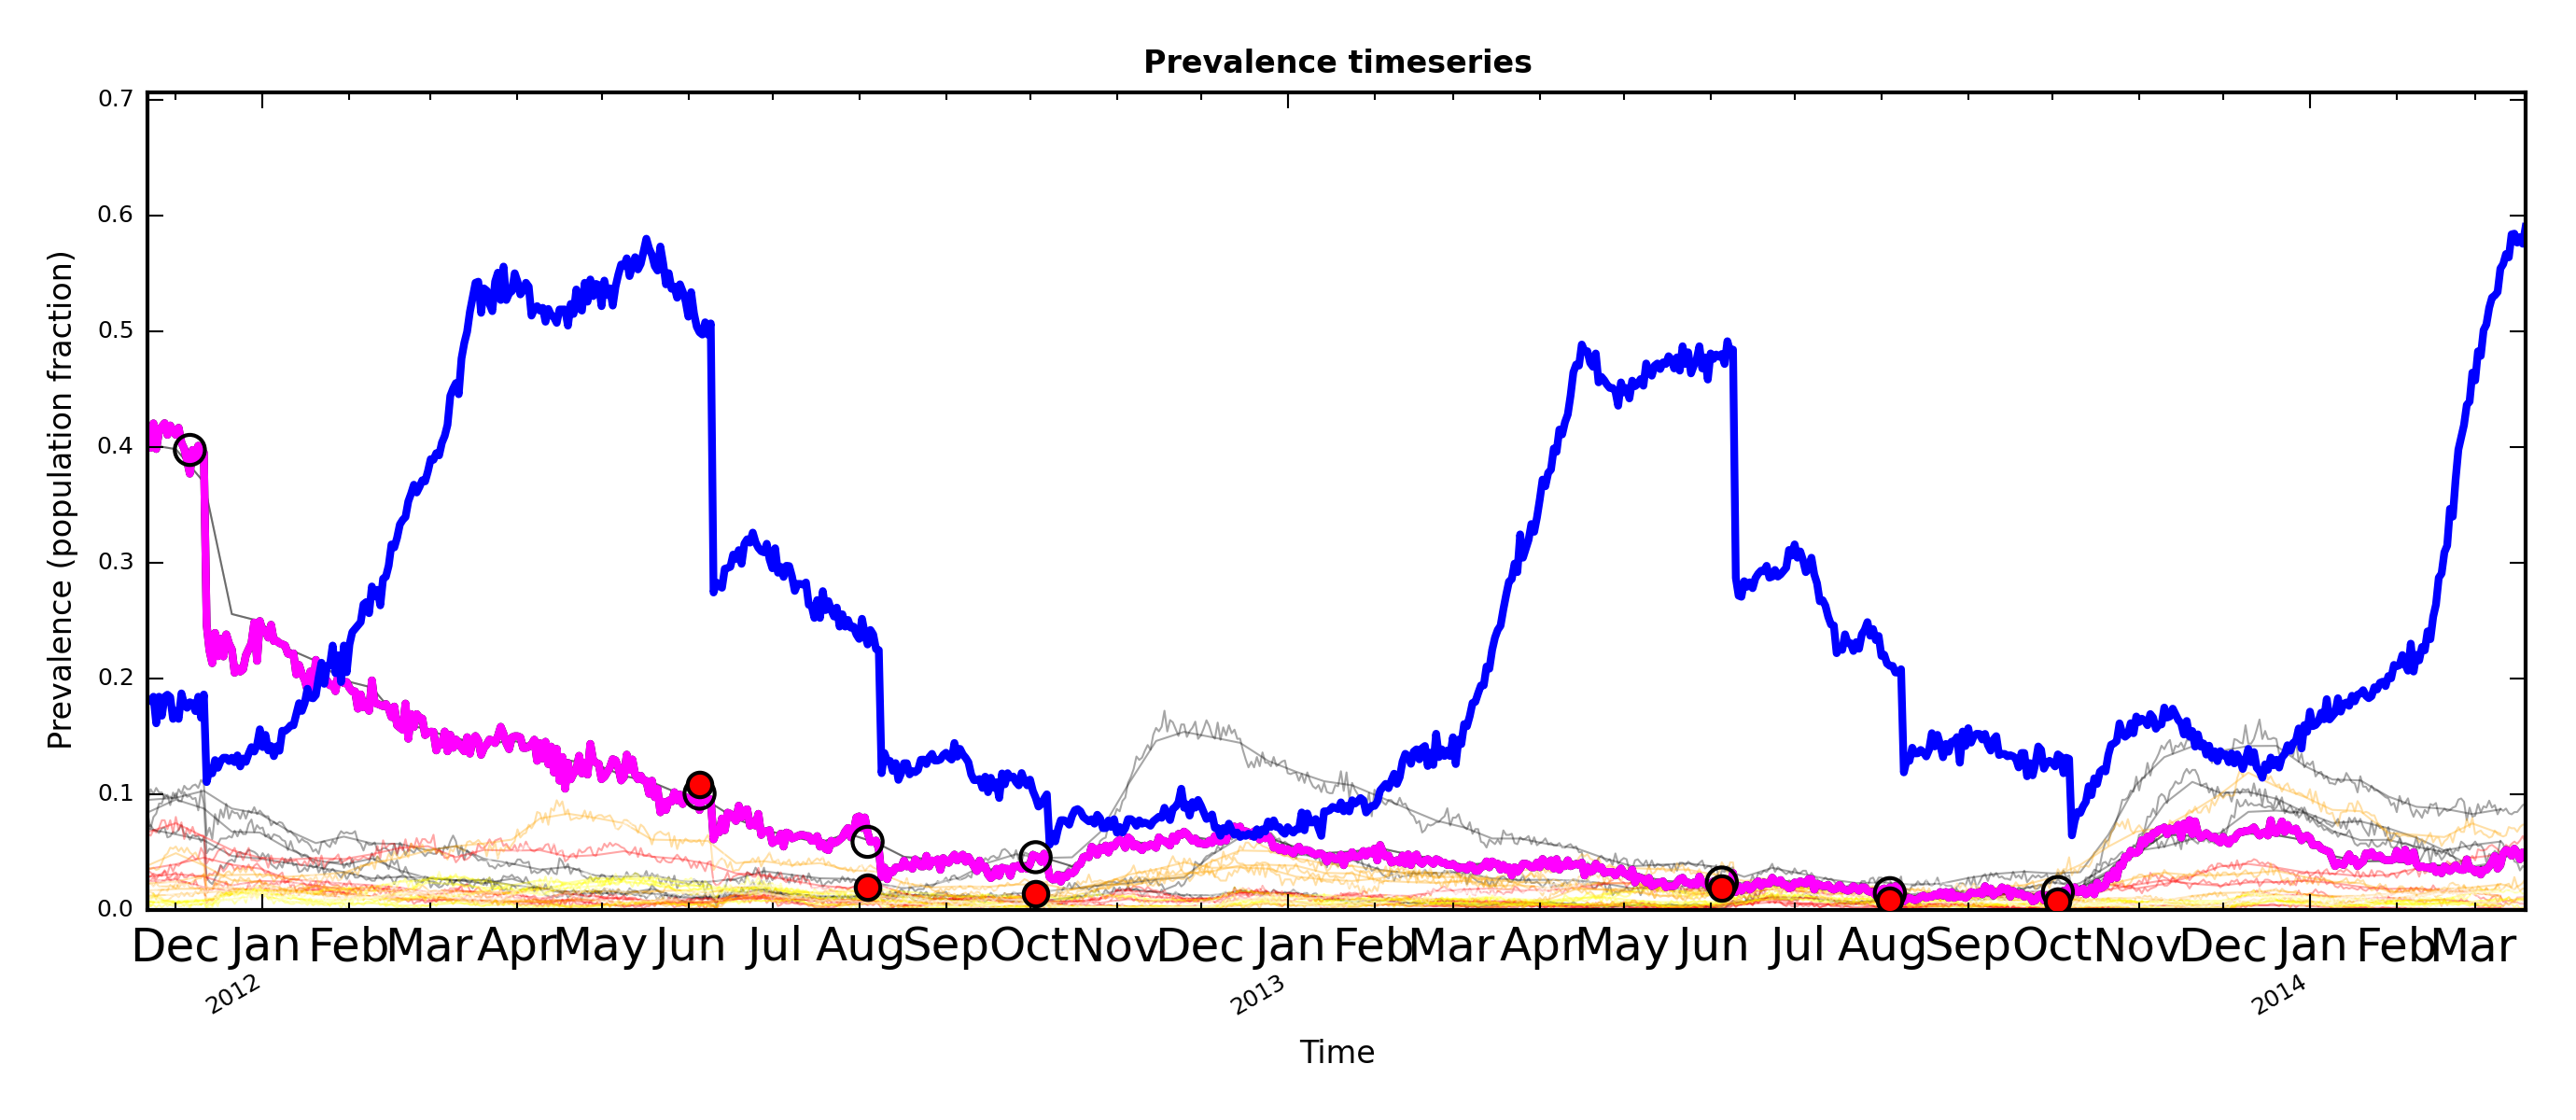 Prevalence timeseries
Prevalence (population fraction)
0.7
0.6
0.5
0.4
0.3
0.2
0.1
0.0
Dec Jan Feb Mar Apr May Jun Jul Aug Sep Oct Nov Dec Jan Feb Mar Apr May Jun Jul Aug Sep Oct Nov Dec Jan Feb Mar
2012 2013 2014
Time